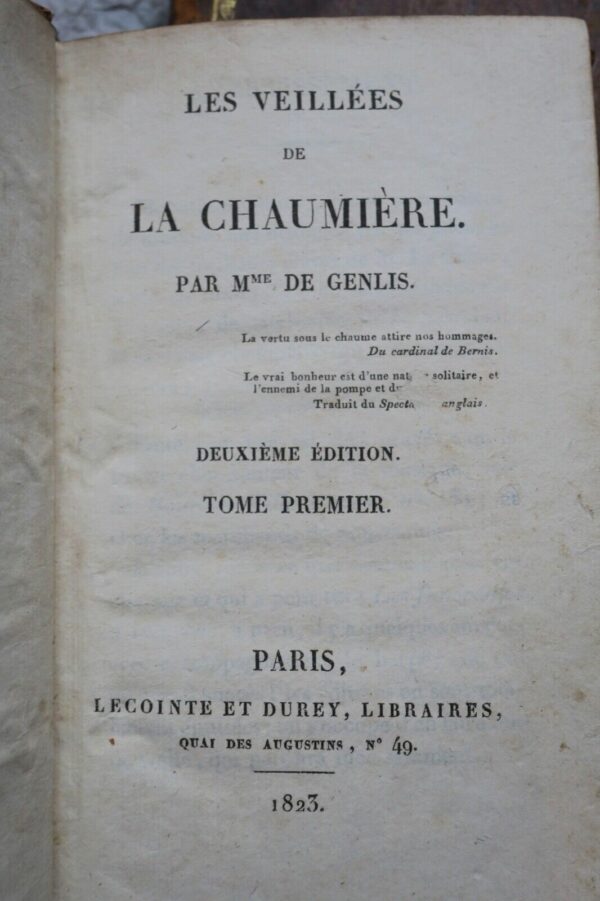 LES VEILLÉES
DE
LA CHAUMIÈRE.
PAR MME DE GENLIS.
La vertu sous le chaume attire nos hommages.
Du cardinal de Bernis.
Le vrai bonheur est d'une solitaire, et
l'ennemi de la pompe et
Traduit du anglais.
DEUXIÈME ÉDITION.
TOME PREMIER.
PARIS,
LECOINTE ET DUREY, LIBRAIRES,
QUAI DES AUGUSTINS, N° 49.
1823.